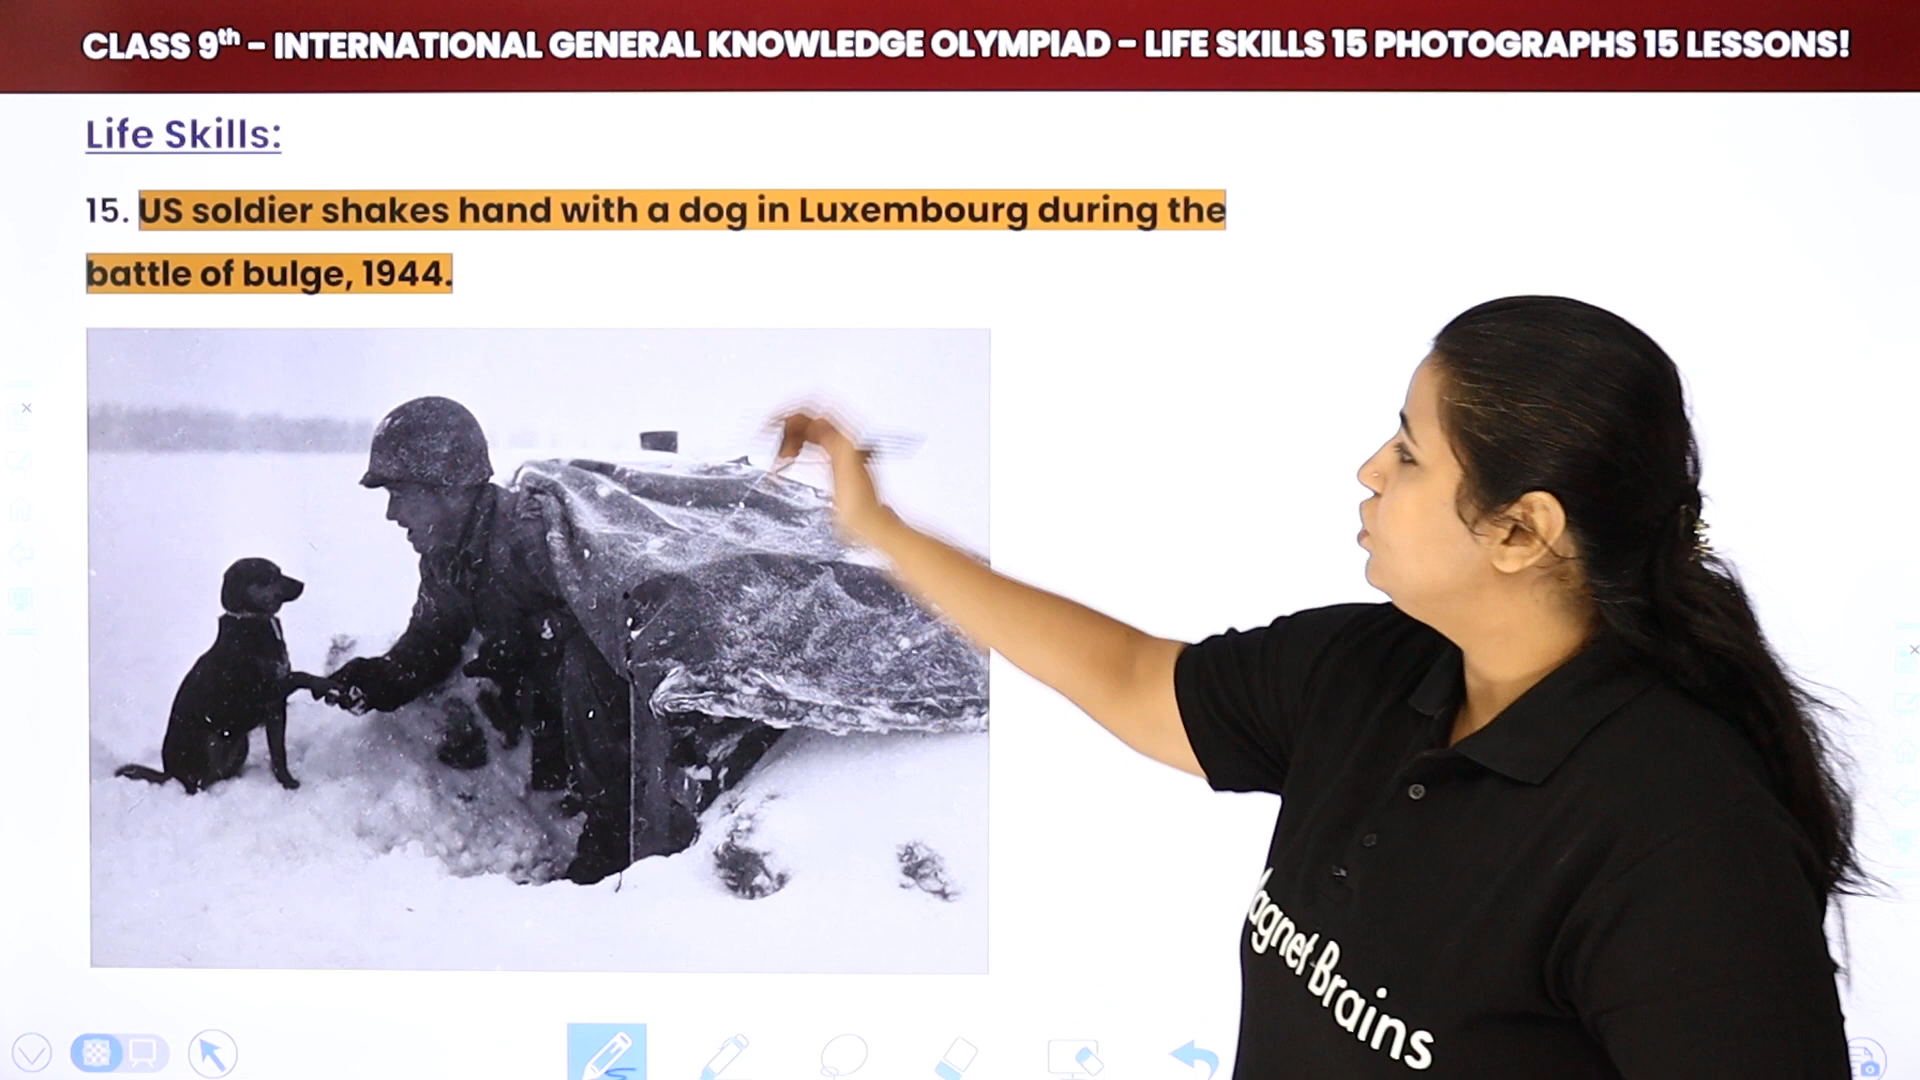 CLASS 9th – INTERNATIONAL GENERAL KNOWLEDGE OLYMPIAD – LIFE SKILLS 15 PHOTOGRAPHS 15 LESSONS!
Life Skills:
15. US soldier shakes hand with a dog in Luxembourg during the
battle of bulge, 1944.
Magnet Brains